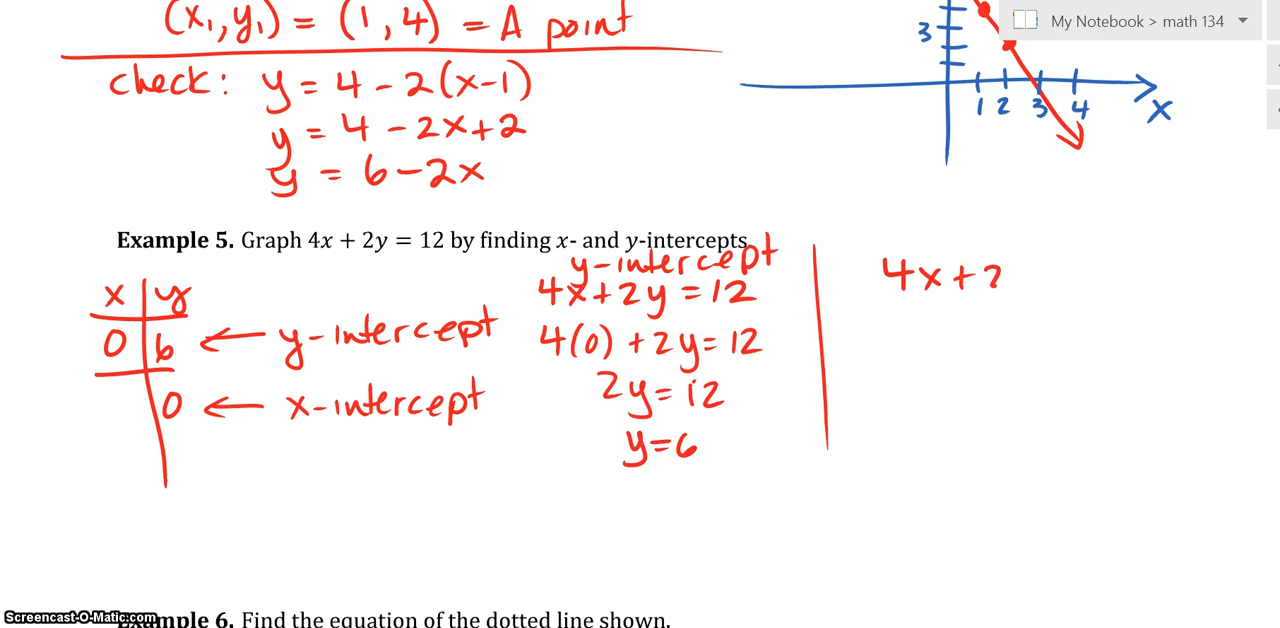 (x₁, y₁) = (1, 4) = A point
My Notebook > math 134
check: y = 4 - 2(x-1)
y = 4 - 2x+2
y = 6-2x
3
1 2 3 4
x
Example 5. Graph 4x + 2y = 12 by finding x- and y-intercepts.
y-intercept
x y
0 6 ← y-intercept
0 ← x-intercept
4x+2y = 12
4(0) +2y= 12
2y= 12
y=6
4x+2
Screencast-O-Matic.com
Example 6. Find the equation of the dotted line shown.